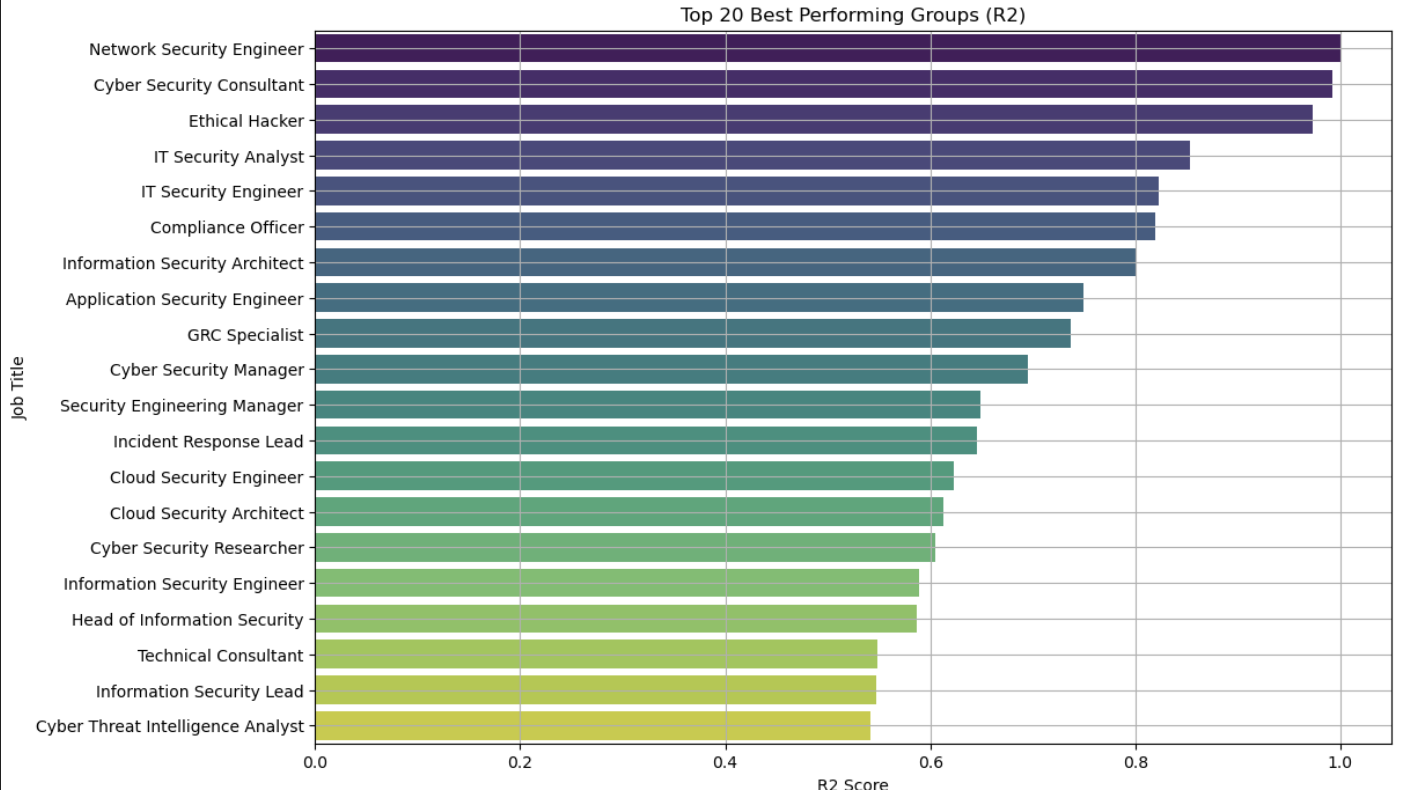 Top 20 Best Performing Groups (R2)
Network Security Engineer
Cyber Security Consultant
Ethical Hacker
IT Security Analyst
IT Security Engineer
Compliance Officer
Information Security Architect
Application Security Engineer
GRC Specialist
Cyber Security Manager
Security Engineering Manager
Incident Response Lead
Cloud Security Engineer
Cloud Security Architect
Cyber Security Researcher
Information Security Engineer
Head of Information Security
Technical Consultant
Information Security Lead
Cyber Threat Intelligence Analyst
Job Title
0.0 0.2 0.4 0.6 0.8 1.0
R2 Score